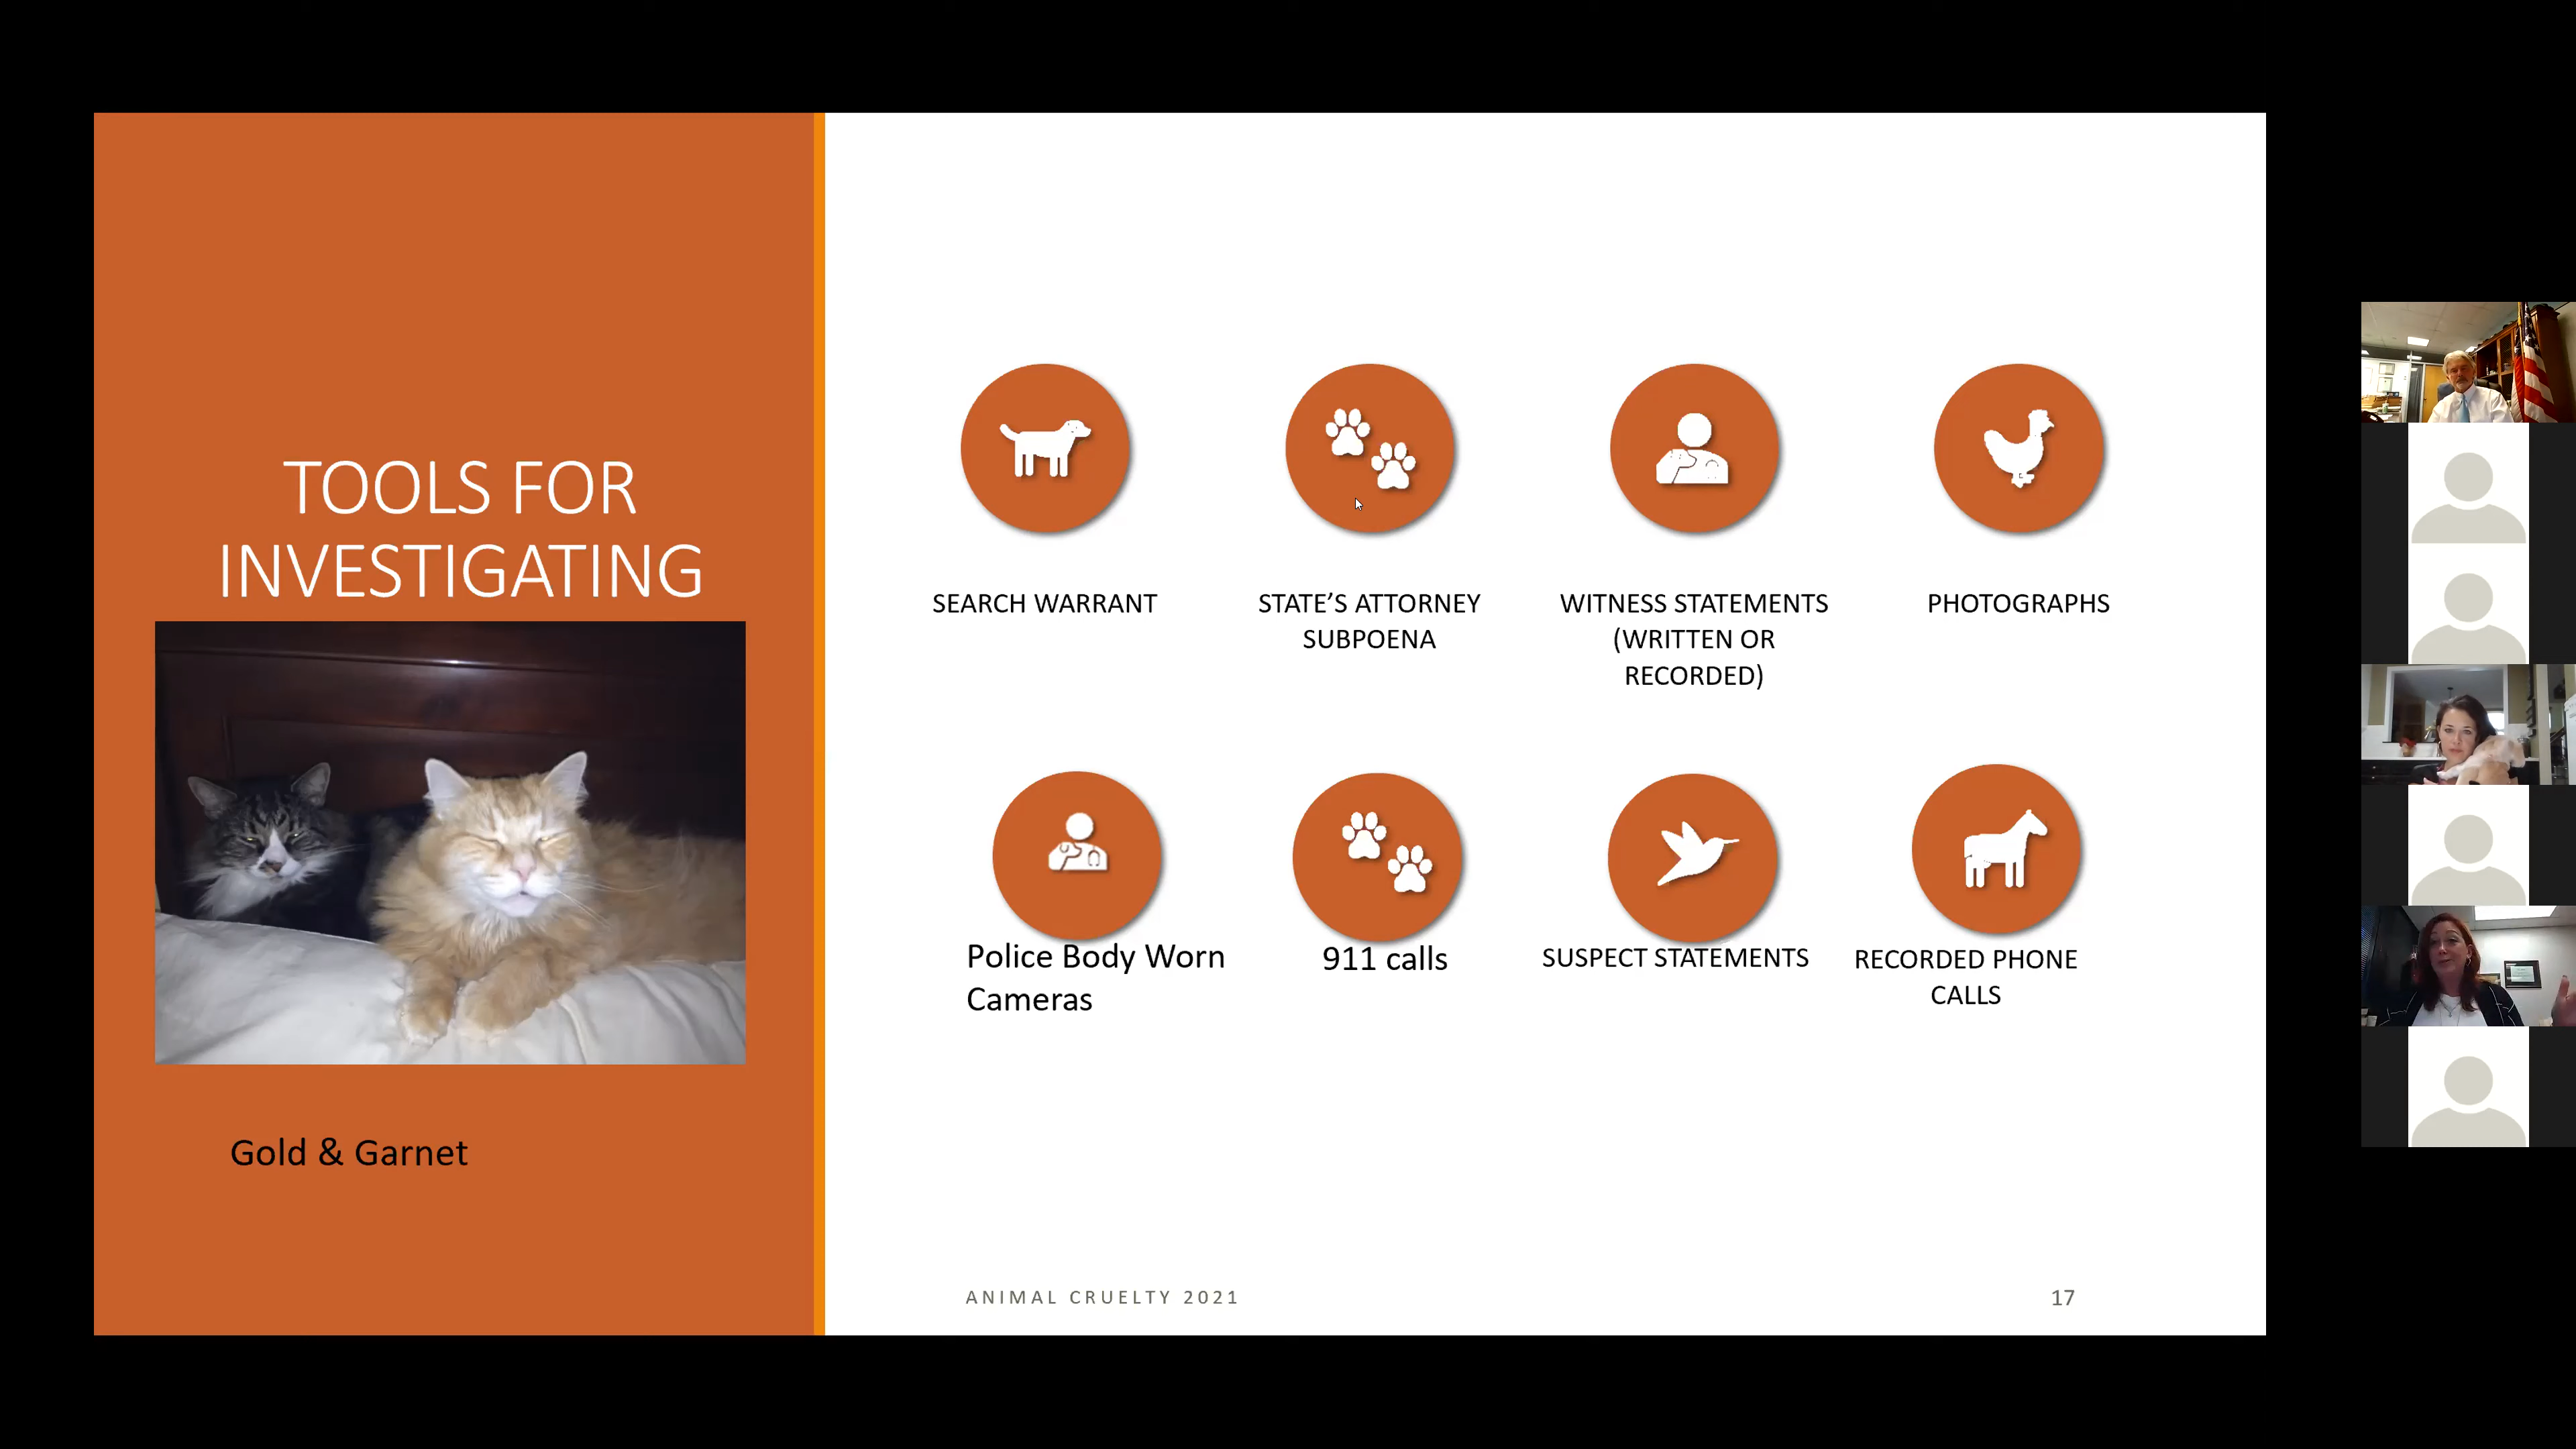 TOOLS FOR
INVESTIGATING
Gold & Garnet
SEARCH WARRANT
STATE’S ATTORNEY
SUBPOENA
WITNESS STATEMENTS
(WRITTEN OR
RECORDED)
PHOTOGRAPHS
Police Body Worn
Cameras
911 calls
SUSPECT STATEMENTS
RECORDED PHONE
CALLS
ANIMAL CRUELTY 2021
17